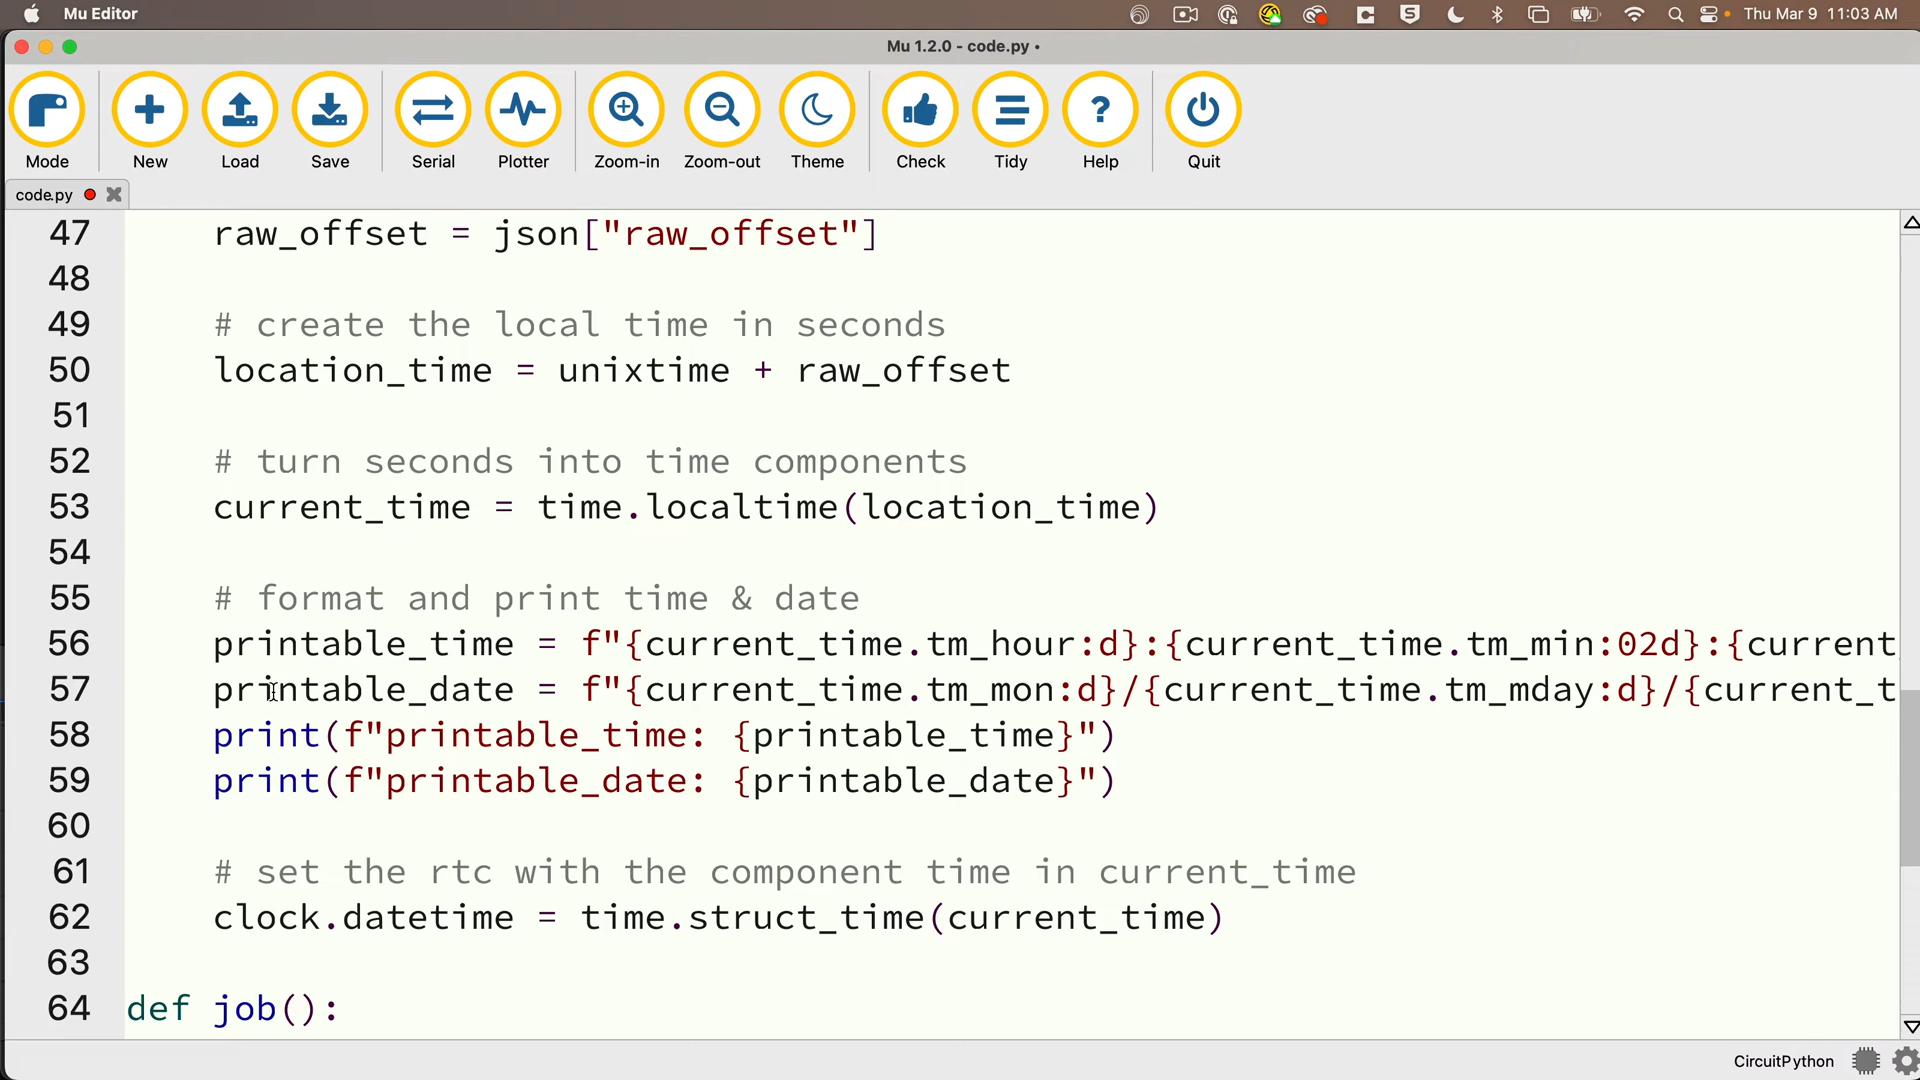 Mu Editor
Thu Mar 9 11:03 AM
Mu 1.2.0 - code.py •
Mode New Load Save Serial Plotter Zoom-in Zoom-out Theme Check Tidy Help Quit
code.py
47 raw_offset = json["raw_offset"]
48
49 # create the local time in seconds
50 location_time = unixtime + raw_offset
51
52 # turn seconds into time components
53 current_time = time.localtime(location_time)
54
55 # format and print time & date
56 printable_time = f"{current_time.tm_hour:d}:{current_time.tm_min:02d}:{current
57 printable_date = f"{current_time.tm_mon:d}/{current_time.tm_mday:d}/{current_t
58 print(f"printable_time: {printable_time}")
59 print(f"printable_date: {printable_date}")
60
61 # set the rtc with the component time in current_time
62 clock.datetime = time.struct_time(current_time)
63
64 def job():
CircuitPython